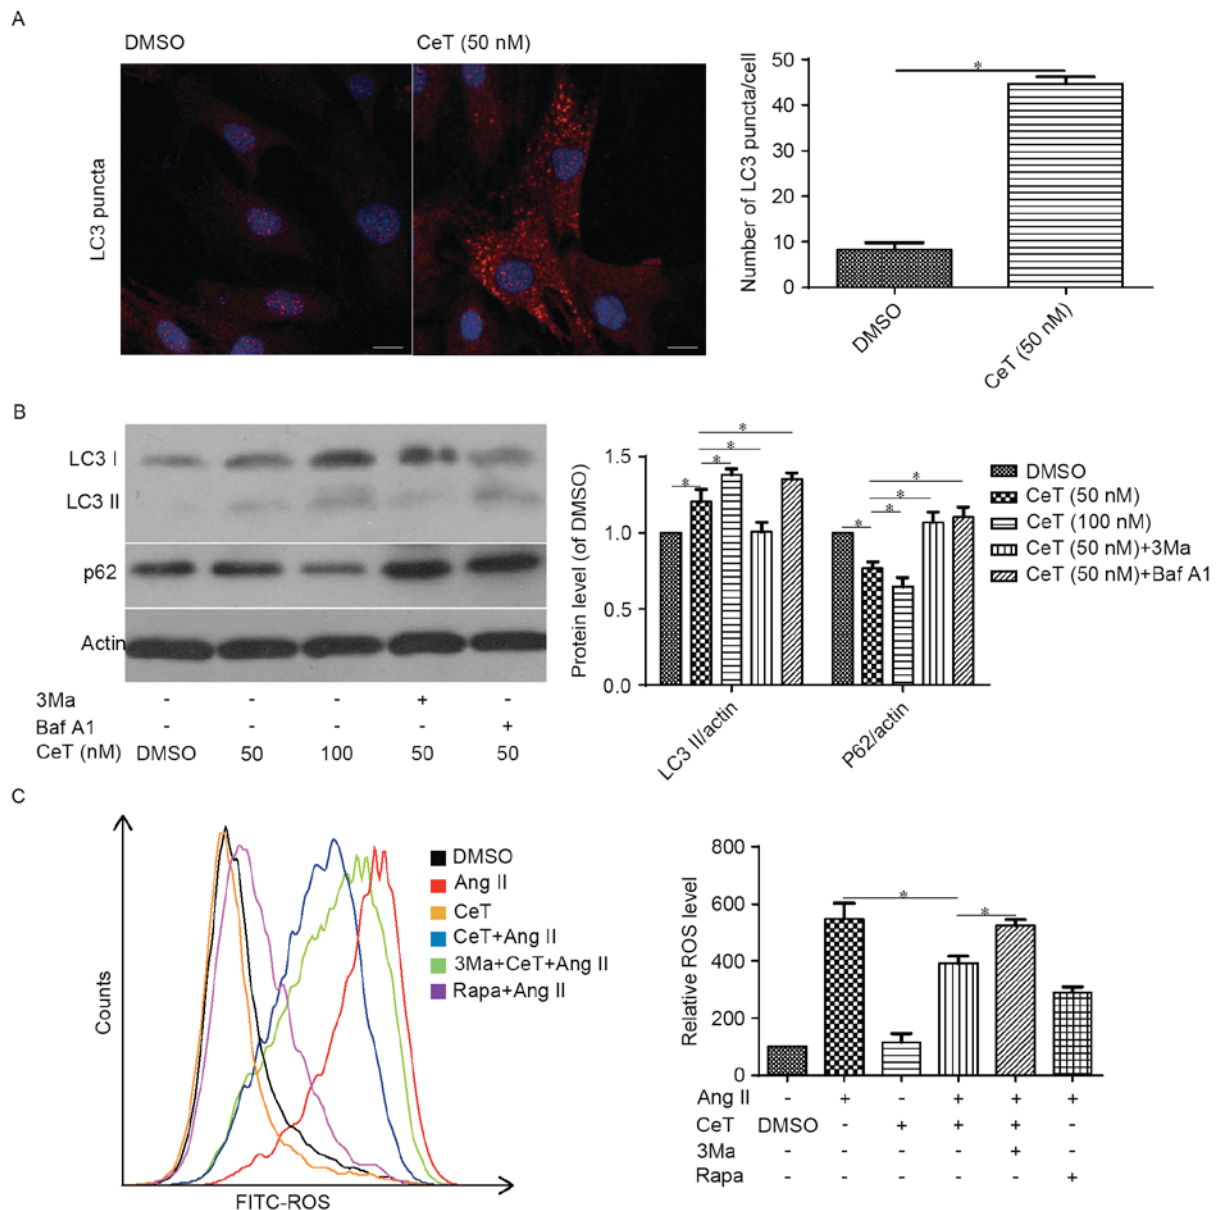 A
DMSO
CeT (50 nM)
LC3 puncta
Number of LC3 puncta/cell
50
40
30
20
10
0
*
DMSO
CeT (50 nM)
B
LC3 I
LC3 II
p62
Actin
3Ma - - - + -
Baf A1 - - - - +
CeT (nM) DMSO 50 100 50 50
Protein level (of DMSO)
1.5
1.0
0.5
0.0
* * * *
* * * *
LC3 II/actin
P62/actin
DMSO
CeT (50 nM)
CeT (100 nM)
CeT (50 nM)+3Ma
CeT (50 nM)+Baf A1
C
Counts
FITC-ROS
DMSO
Ang II
CeT
CeT+Ang II
3Ma+CeT+Ang II
Rapa+Ang II
Relative ROS level
800
600
400
200
0
* *
Ang II - + - + + +
CeT DMSO - + + + -
3Ma - - - - + -
Rapa - - - - - +